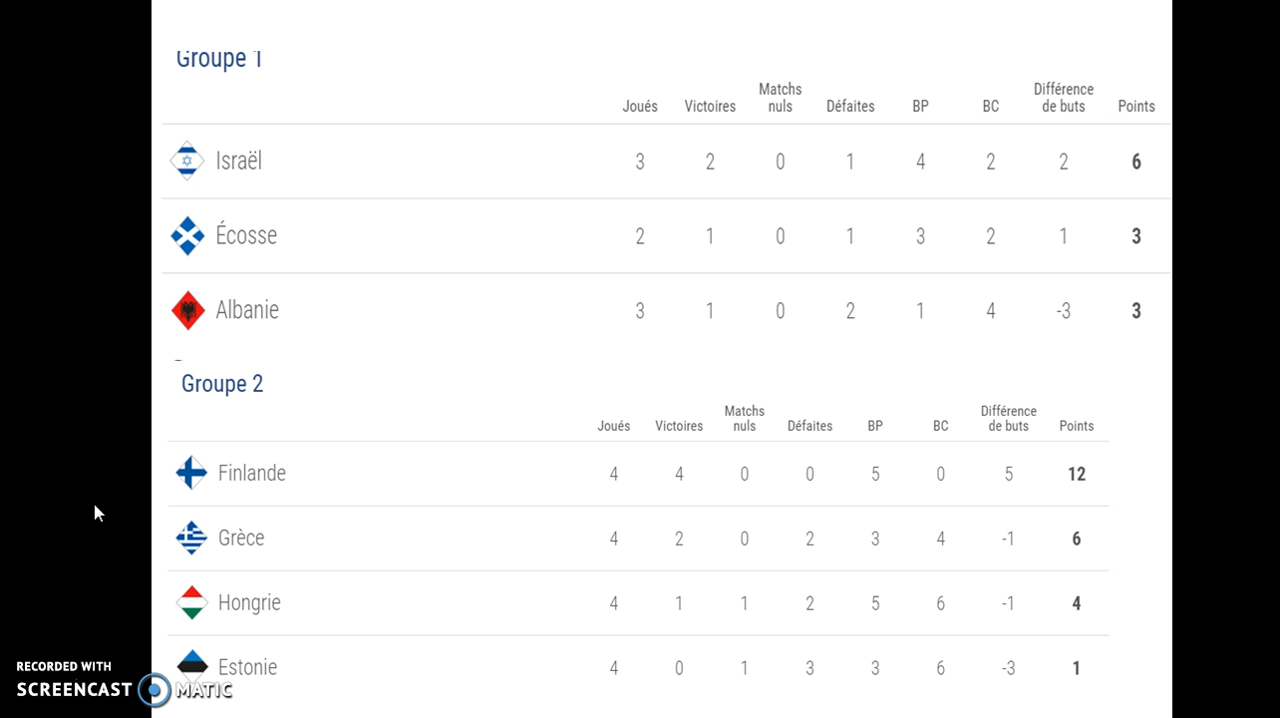 Groupe 1
Joués Victoires Matchs nuls Défaites BP BC Différence de buts Points
Israël 3 2 0 1 4 2 2 6
Écosse 2 1 0 1 3 2 1 3
Albanie 3 1 0 2 1 4 -3 3
Groupe 2
Joués Victoires Matchs nuls Défaites BP BC Différence de buts Points
Finlande 4 4 0 0 5 0 5 12
Grèce 4 2 0 2 3 4 -1 6
Hongrie 4 1 1 2 5 6 -1 4
Estonie 4 0 1 3 3 6 -3 1
RECORDED WITH
SCREENCAST MATIC